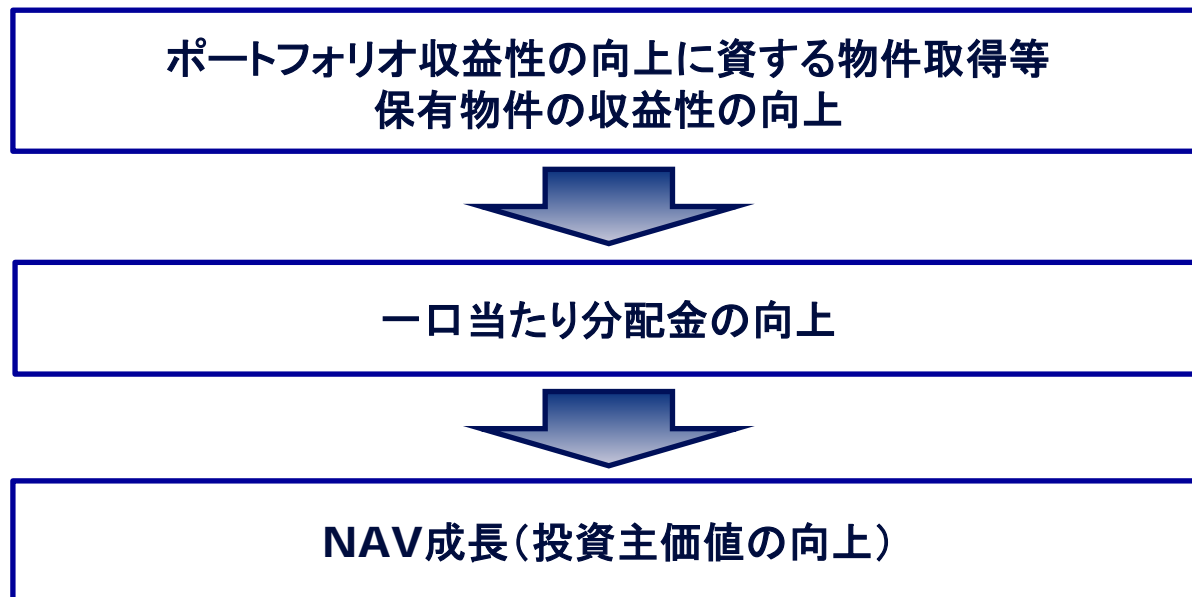 ポートフォリオ収益性の向上に資する物件取得等
保有物件の収益性の向上
一口当たり分配金の向上
NAV成長（投資主価値の向上）